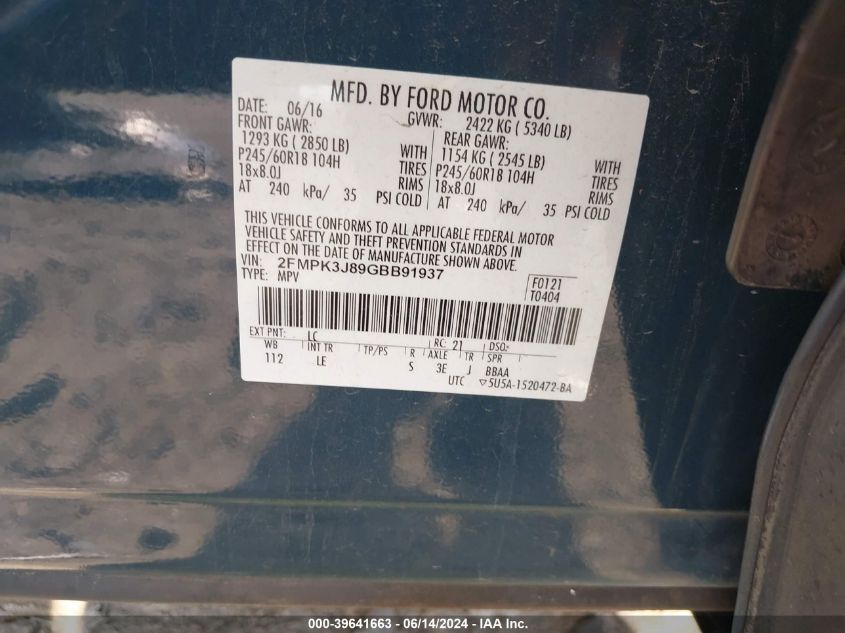 MFD. BY FORD MOTOR CO.
DATE: 06/16 GVWR: 2422 KG ( 5340 LB)
FRONT GAWR: REAR GAWR:
1293 KG ( 2850 LB) WITH 1154 KG ( 2545 LB) WITH
P245/60R18 104H TIRES P245/60R18 104H TIRES
18x8.0J RIMS 18x8.0J RIMS
AT 240 kPa/ 35 PSI COLD AT 240 kPa/ 35 PSI COLD
THIS VEHICLE CONFORMS TO ALL APPLICABLE FEDERAL MOTOR
VEHICLE SAFETY AND THEFT PREVENTION STANDARDS IN
EFFECT ON THE DATE OF MANUFACTURE SHOWN ABOVE.
VIN: 2FMPK3J89GBB91937
TYPE: MPV
F0121
T0404
EXT PNT: LC RC: 21 DSO:
WB INT TR TP/PS R AXLE TR SPR
112 LE S 3E J BBAA
UTC ▽5U5A-1520472-BA
000-39641663 - 06/14/2024 - IAA Inc.